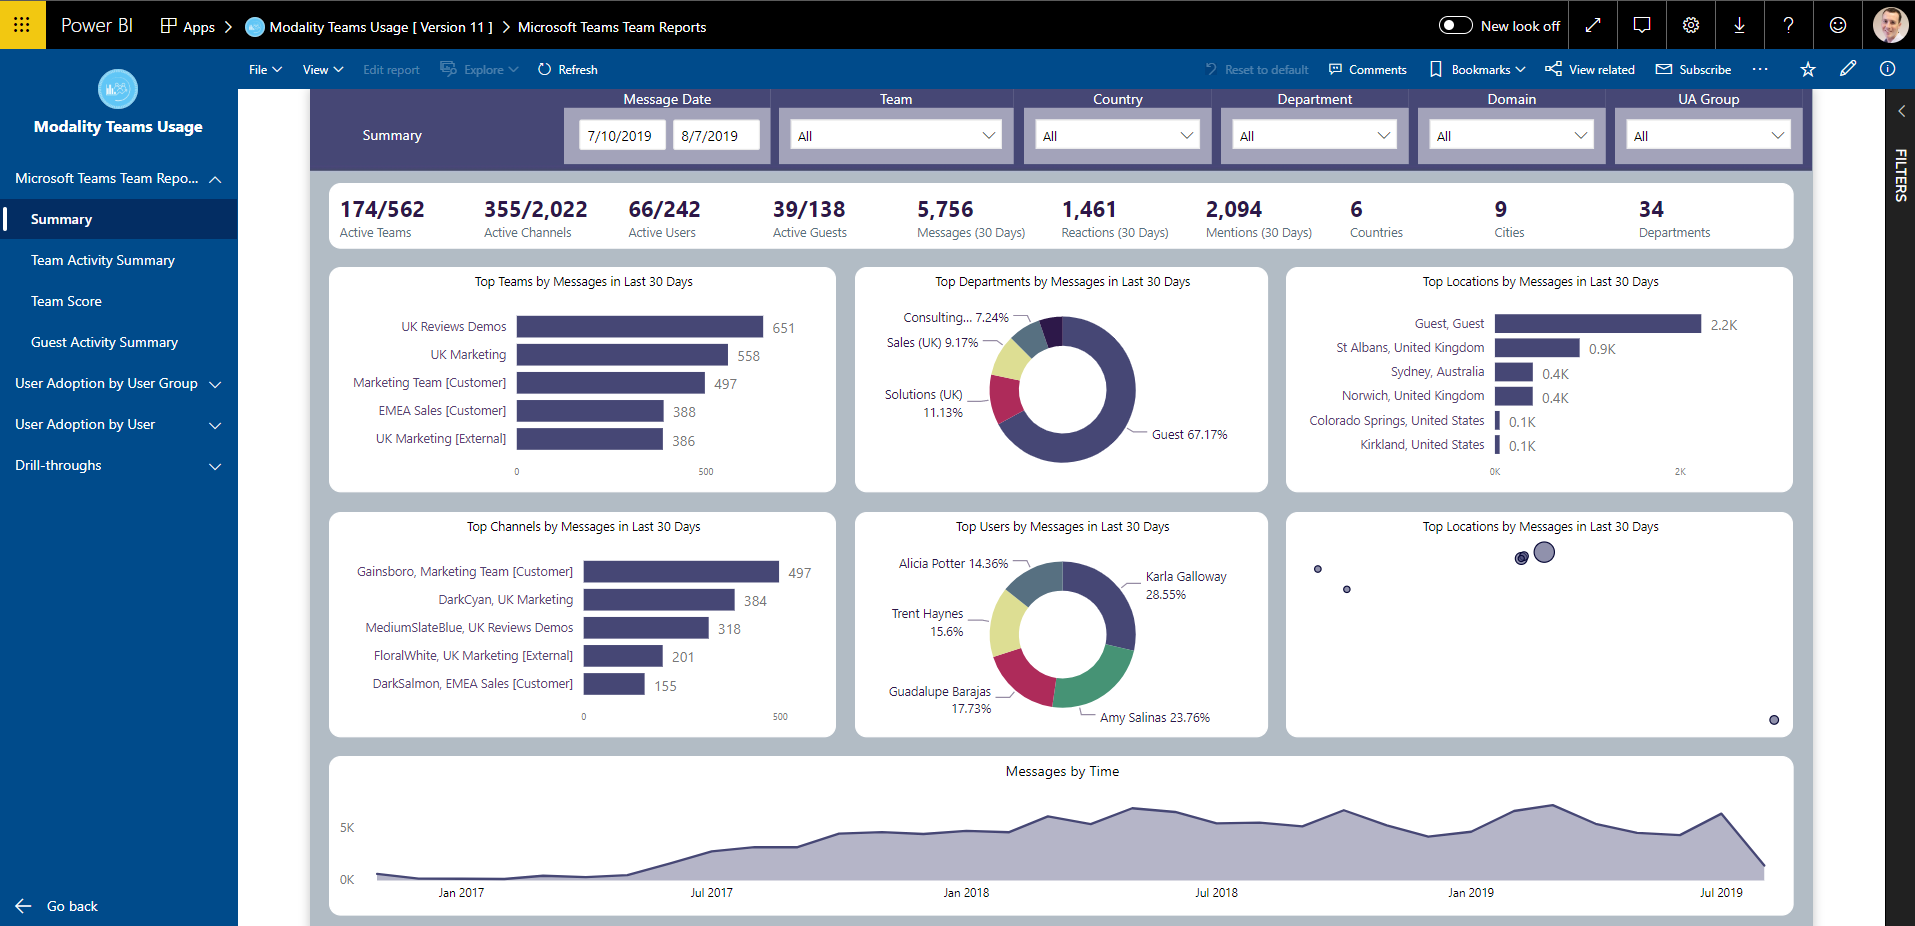 Power BI
Apps
Modality Teams Usage [ Version 11 ]
Microsoft Teams Team Reports
New look off
File
View
Edit report
Explore
Refresh
Reset to default
Comments
Bookmarks
View related
Subscribe
Modality Teams Usage
Microsoft Teams Team Repo...
Summary
Team Activity Summary
Team Score
Guest Activity Summary
User Adoption by User Group
User Adoption by User
Drill-throughs
Go back
FILTERS
Summary
Message Date
7/10/2019
8/7/2019
Team
All
Country
All
Department
All
Domain
All
UA Group
All
174/562
Active Teams
355/2,022
Active Channels
66/242
Active Users
39/138
Active Guests
5,756
Messages (30 Days)
1,461
Reactions (30 Days)
2,094
Mentions (30 Days)
6
Countries
9
Cities
34
Departments
Top Teams by Messages in Last 30 Days
UK Reviews Demos 651
UK Marketing 558
Marketing Team [Customer] 497
EMEA Sales [Customer] 388
UK Marketing [External] 386
0 500
Top Departments by Messages in Last 30 Days
Consulting... 7.24%
Sales (UK) 9.17%
Solutions (UK)
11.13%
Guest 67.17%
Top Locations by Messages in Last 30 Days
Guest, Guest 2.2K
St Albans, United Kingdom 0.9K
Sydney, Australia 0.4K
Norwich, United Kingdom 0.4K
Colorado Springs, United States 0.1K
Kirkland, United States 0.1K
0K 2K
Top Channels by Messages in Last 30 Days
Gainsboro, Marketing Team [Customer] 497
DarkCyan, UK Marketing 384
MediumSlateBlue, UK Reviews Demos 318
FloralWhite, UK Marketing [External] 201
DarkSalmon, EMEA Sales [Customer] 155
0 500
Top Users by Messages in Last 30 Days
Alicia Potter 14.36%
Karla Galloway
28.55%
Trent Haynes
15.6%
Guadalupe Barajas
17.73%
Amy Salinas 23.76%
Top Locations by Messages in Last 30 Days
Messages by Time
5K
0K
Jan 2017 Jul 2017 Jan 2018 Jul 2018 Jan 2019 Jul 2019